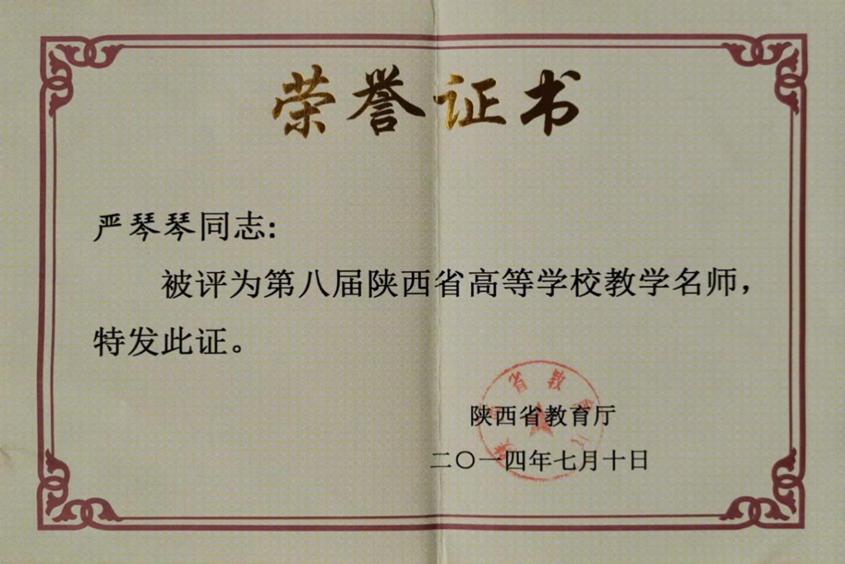 荣誉证书
严琴琴同志:
被评为第八届陕西省高等学校教学名师，
特发此证。
陕西省教育厅
二〇一四年七月十日